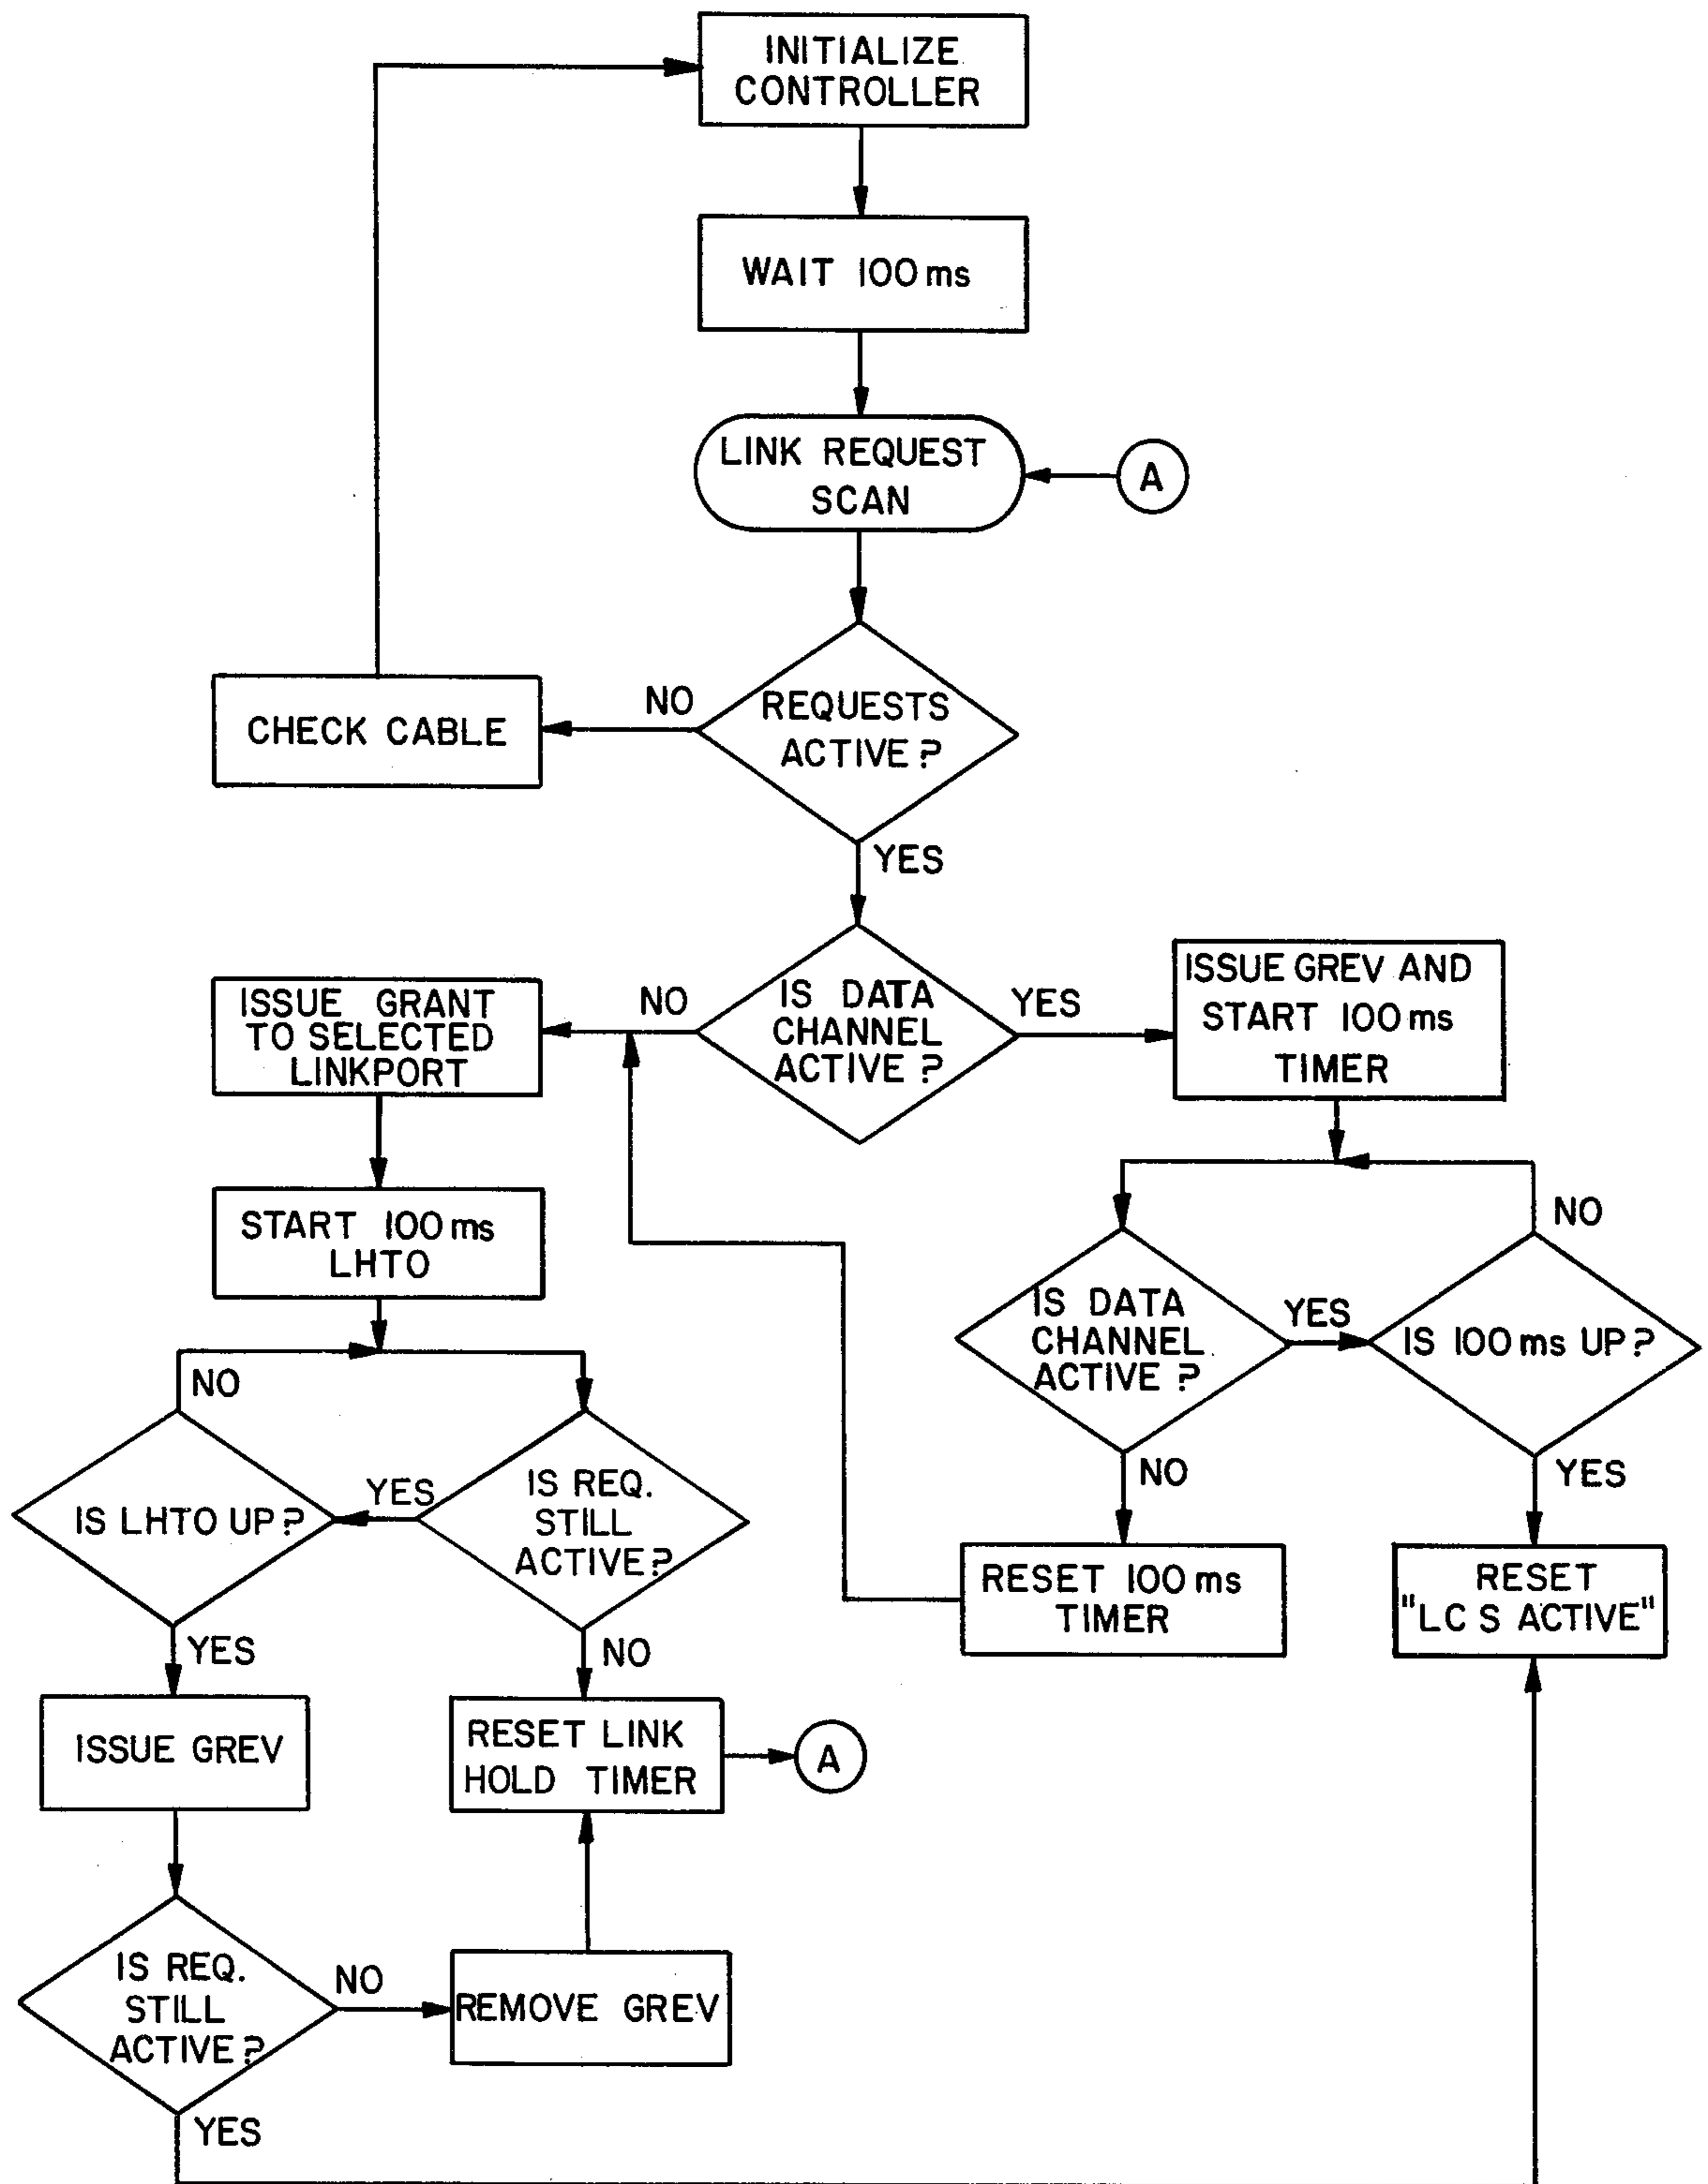 INITIALIZE
CONTROLLER
WAIT 100 ms
LINK REQUEST
SCAN
A
REQUESTS
ACTIVE?
NO
CHECK CABLE
YES
IS DATA
CHANNEL
ACTIVE?
NO
YES
ISSUE GRANT
TO SELECTED
LINKPORT
ISSUE GREV AND
START 100 ms
TIMER
START 100 ms
LHTO
NO
IS DATA
CHANNEL
ACTIVE?
YES
IS 100 ms UP?
NO
IS LHTO UP?
YES
IS REQ.
STILL
ACTIVE?
NO
YES
RESET 100 ms
TIMER
RESET
"LC S ACTIVE"
YES
NO
ISSUE GREV
RESET LINK
HOLD TIMER
A
IS REQ.
STILL
ACTIVE?
NO
REMOVE GREV
YES